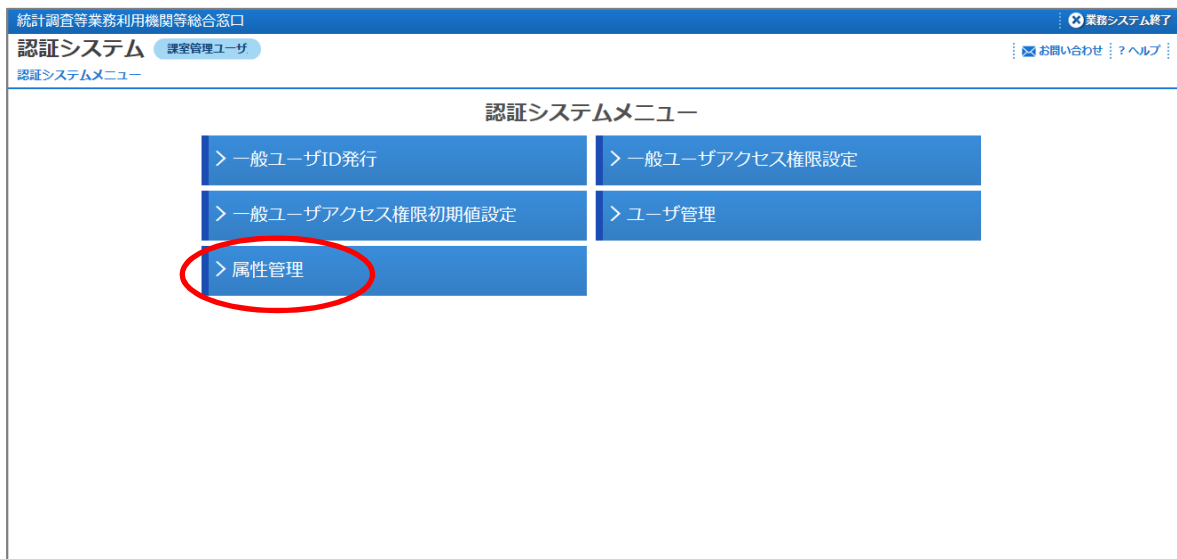 統計調査等業務利用機関等総合窓口
業務システム終了
認証システム 課室管理ユーザ
お問い合わせ ? ヘルプ
認証システムメニュー
認証システムメニュー
一般ユーザID発行
一般ユーザアクセス権限設定
一般ユーザアクセス権限初期値設定
ユーザ管理
属性管理